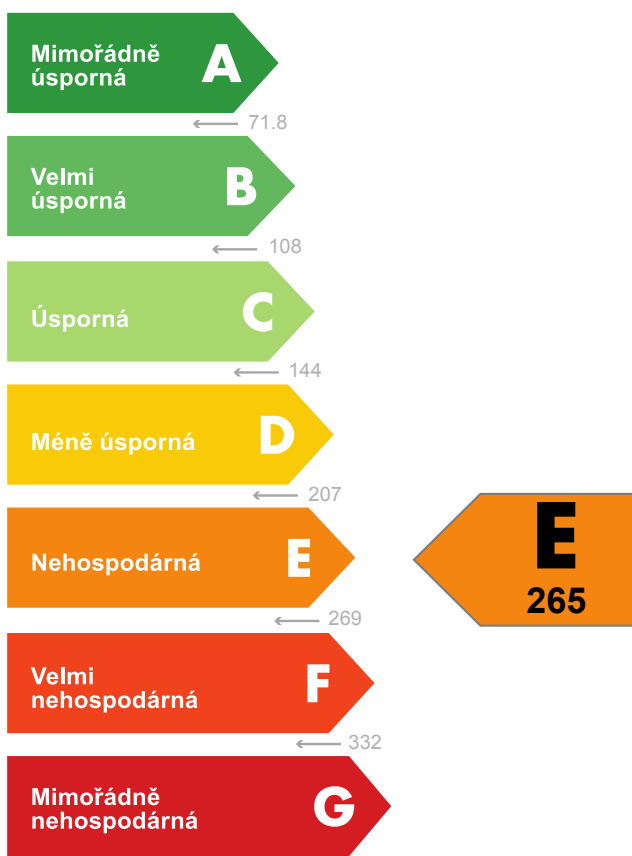 Mimořádně
úsporná
A
← 71.8
Velmi
úsporná
B
← 108
Úsporná
C
← 144
Méně úsporná
D
← 207
Nehospodárná
E
E
265
← 269
Velmi
nehospodárná
F
← 332
Mimořádně
nehospodárná
G